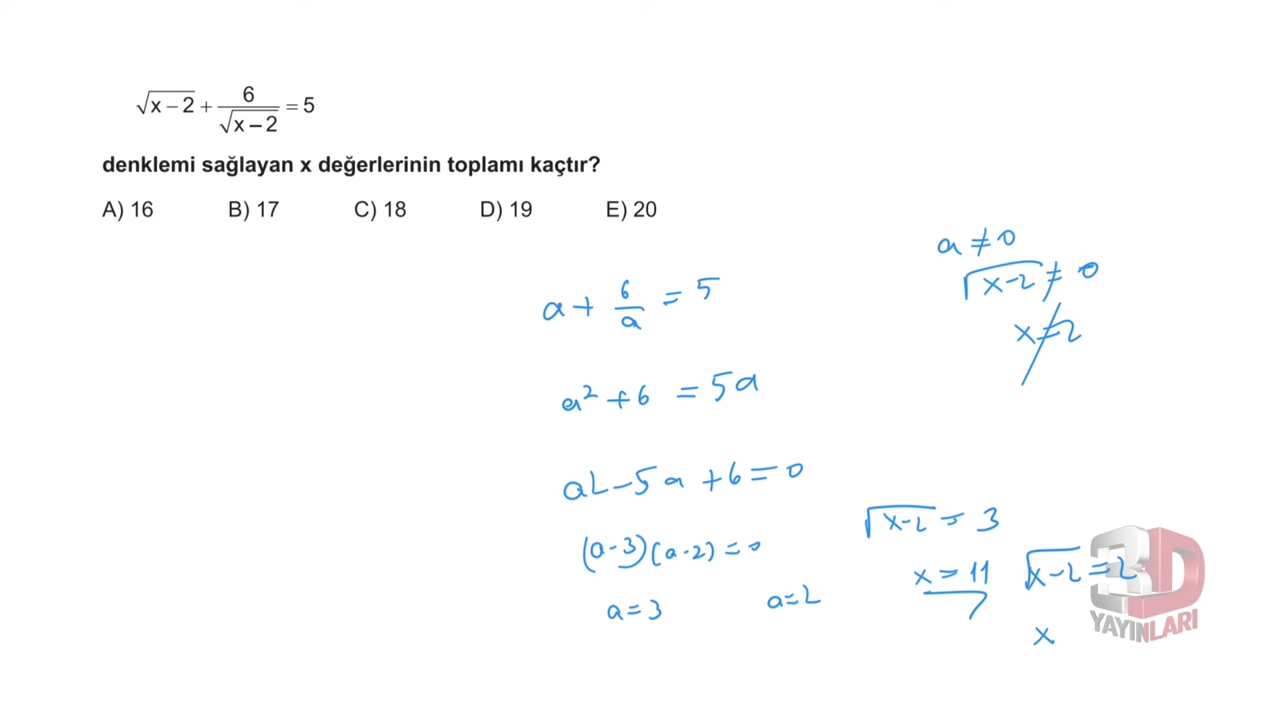 √x – 2 + 6/√x – 2 = 5
denklemi sağlayan x değerlerinin toplamı kaçtır?
A) 16 B) 17 C) 18 D) 19 E) 20
a ≠ 0
√x-2 ≠ 0
x ≠ 2
a + 6/a = 5
a² + 6 = 5a
a2 - 5a + 6 = 0
(a-3)(a-2) = 0
a = 3 a = 2
√x-2 = 3
x = 11
√x-2 = 2
x
3D
YAYINLARI